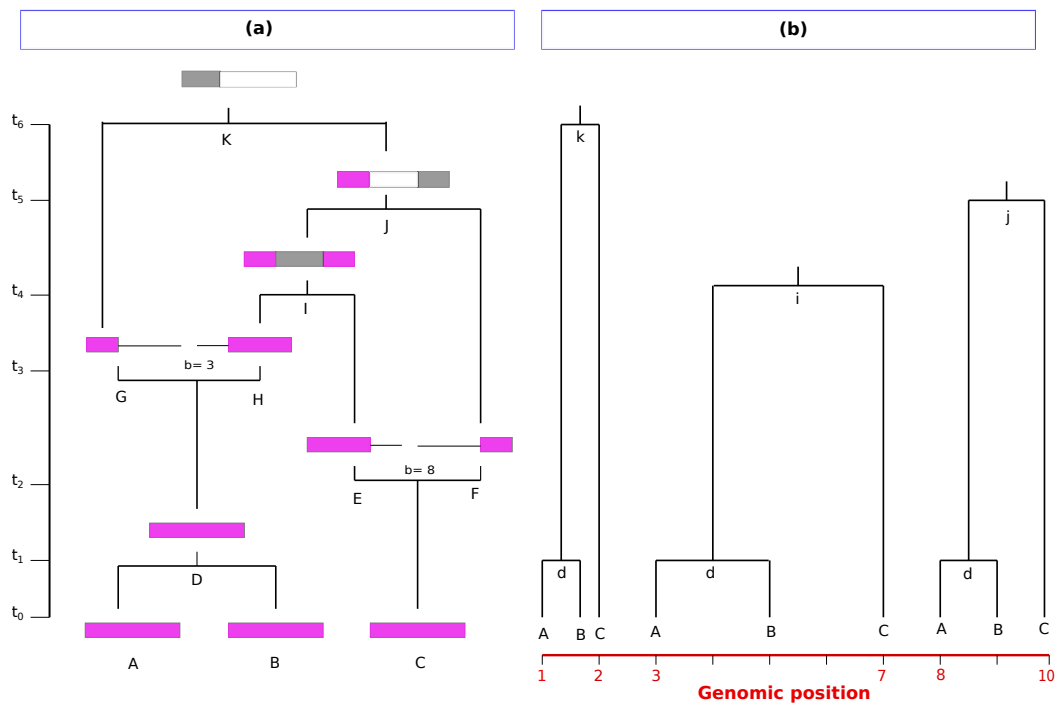 (a)
(b)
t6
K
k
t5
J
j
t4
I
i
t3
b= 3
G
H
b= 8
t2
E
F
t1
D
d
d
d
t0
A
B
C
A
B
C
A
B
C
A
B
C
1
2
3
7
8
10
Genomic position